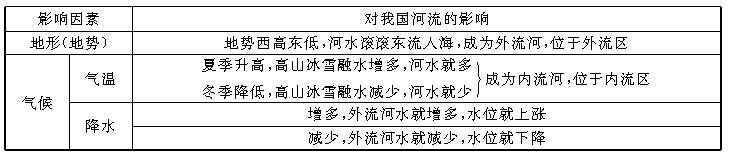 影响因素 对我国河流的影响
地形(地势) 地势西高东低,河水滚滚东流入海,成为外流河,位于外流区
气候 气温 夏季升高,高山冰雪融水增多,河水就多
冬季降低,高山冰雪融水减少,河水就少
成为内流河,位于内流区
降水 增多,外流河水就增多,水位就上涨
减少,外流河水就减少,水位就下降